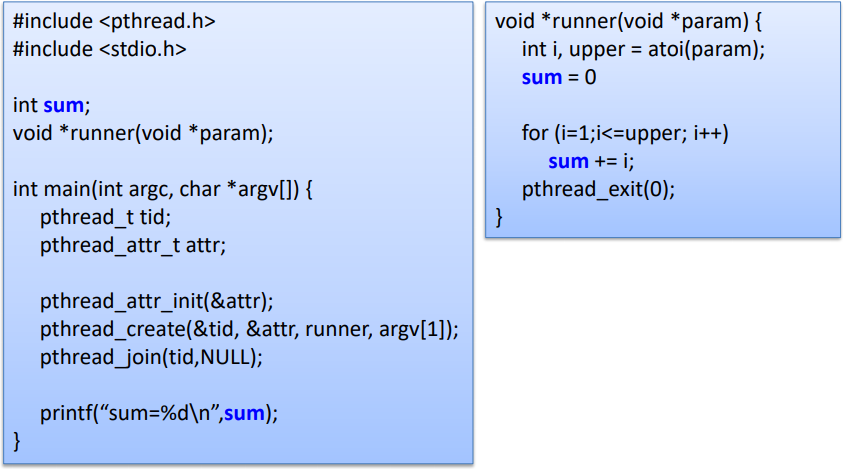 #include <pthread.h>
#include <stdio.h>

int sum;
void *runner(void *param);

int main(int argc, char *argv[]) {
    pthread_t tid;
    pthread_attr_t attr;

    pthread_attr_init(&attr);
    pthread_create(&tid, &attr, runner, argv[1]);
    pthread_join(tid,NULL);

    printf(“sum=%d\n”,sum);
}

void *runner(void *param) {
    int i, upper = atoi(param);
    sum = 0

    for (i=1;i<=upper; i++)
        sum += i;
    pthread_exit(0);
}